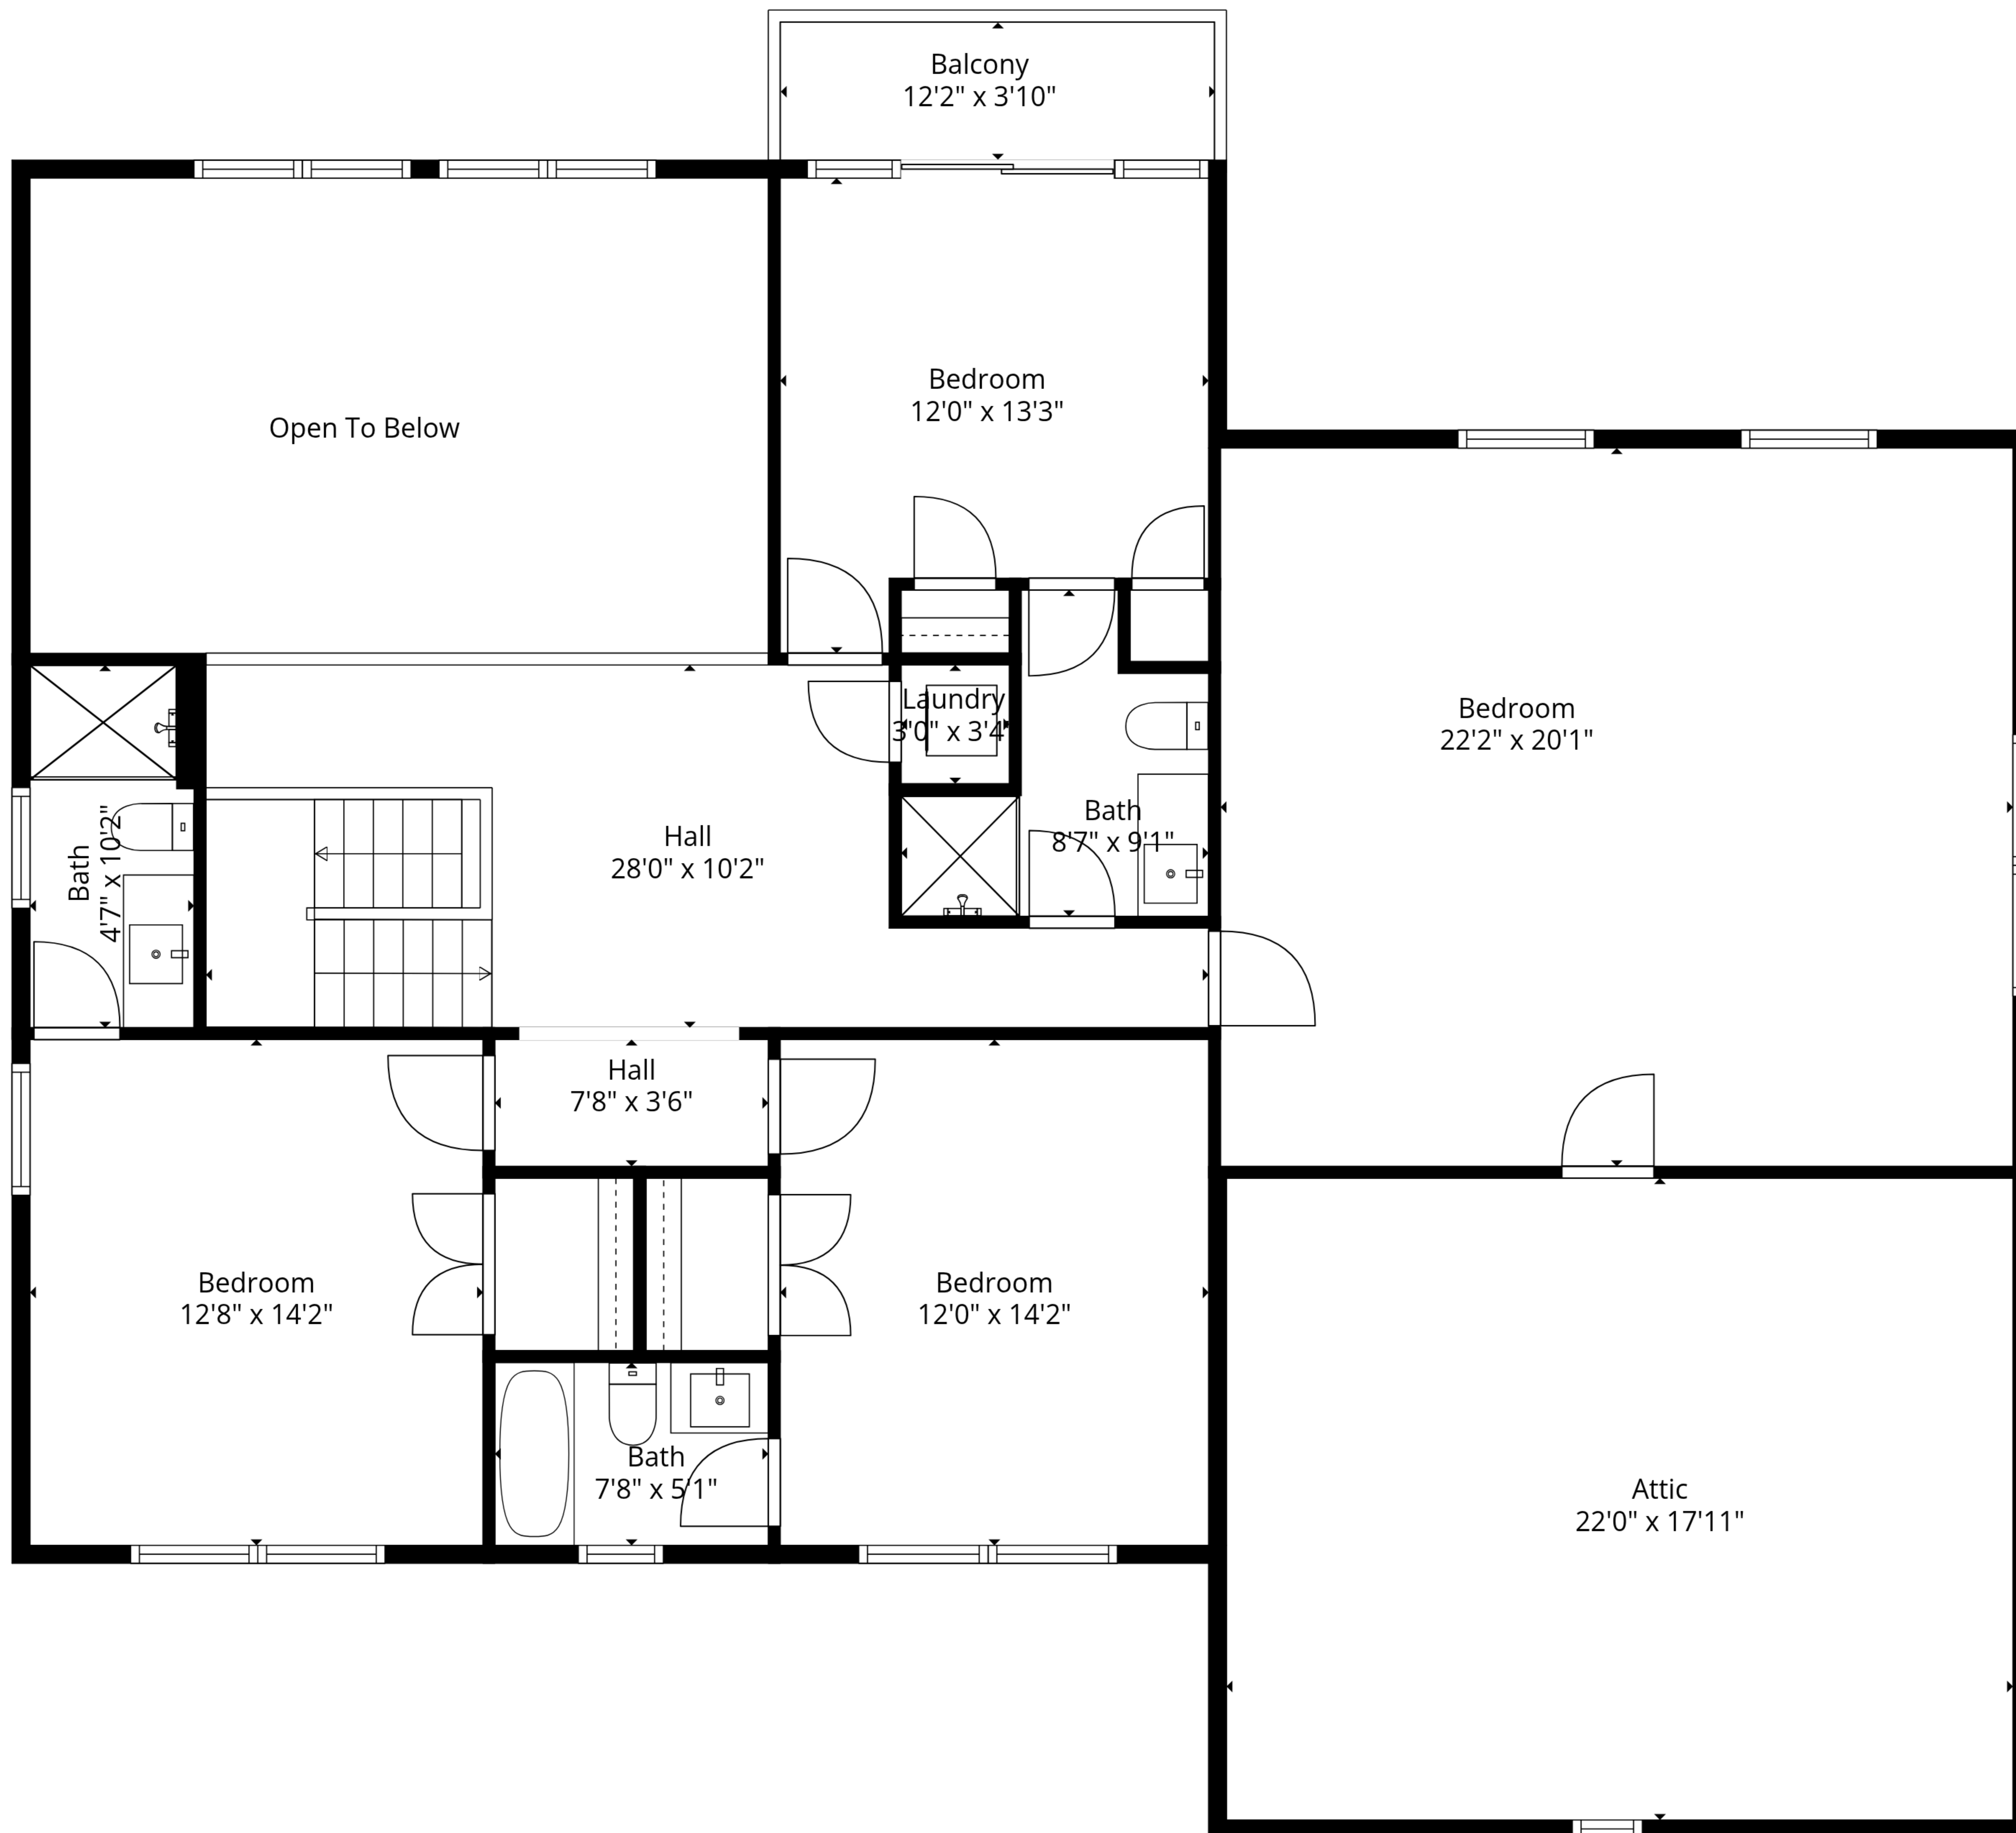 Balcony
12'2" x 3'10"
Bedroom
12'0" x 13'3"
Open To Below
Laundry
3'0" x 3'4"
Bedroom
22'2" x 20'1"
Bath
8'7" x 9'1"
Hall
28'0" x 10'2"
Bath
4'7" x 10'2"
Hall
7'8" x 3'6"
Bedroom
12'8" x 14'2"
Bedroom
12'0" x 14'2"
Bath
7'8" x 5'1"
Attic
22'0" x 17'11"